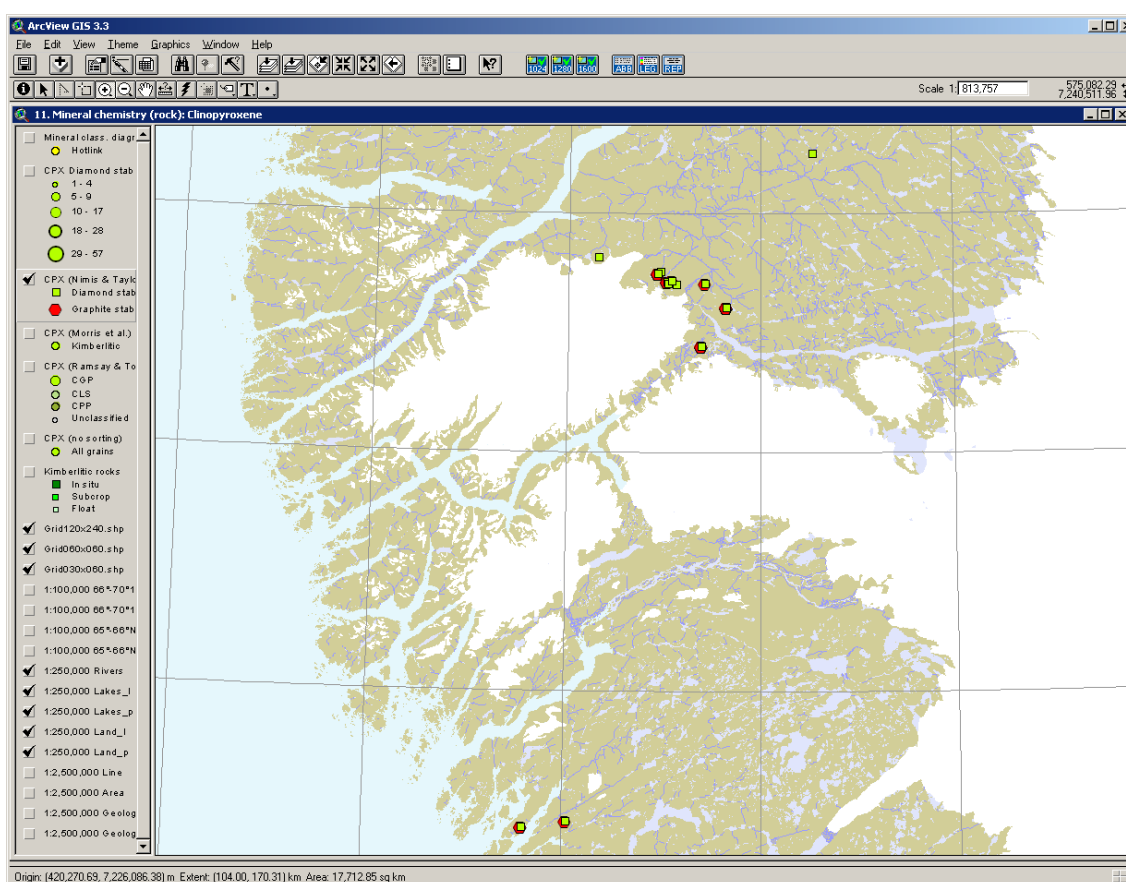 ArcView GIS 3.3
File Edit View Theme Graphics Window Help
1024 1280 1600 ABB LEG REP
Scale 1: 813,757
575,082.29
7,240,511.96
11. Mineral chemistry (rock): Clinopyroxene
Mineral class. diagr
Hotlink
CPX Diamond stab
1 - 4
5 - 9
10 - 17
18 - 28
29 - 57
CPX (Nimis & Taylo
Diamond stab
Graphite stab
CPX (Morris et al.)
Kimberlitic
CPX (Ramsay & To
CGP
CLS
CPP
Unclassified
CPX (no sorting)
All grains
Kimberlitic rocks
In situ
Subcrop
Float
Grid120x240.shp
Grid060x060.shp
Grid030x060.shp
1:100,000 66°-70°1
1:100,000 66°-70°1
1:100,000 65°-66°N
1:100,000 65°-66°N
1:250,000 Rivers
1:250,000 Lakes_l
1:250,000 Lakes_p
1:250,000 Land_l
1:250,000 Land_p
1:2,500,000 Line
1:2,500,000 Area
1:2,500,000 Geolog
1:2,500,000 Geolog
Origin: (420,270.69, 7,226,086.38) m Extent: (104.00, 170.31) km Area: 17,712.85 sq km